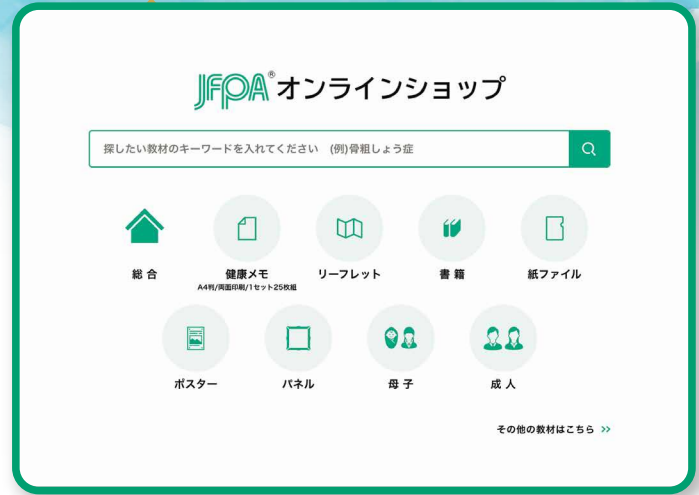 JFPA®オンラインショップ
探したい教材のキーワードを入れてください (例)骨粗しょう症
総合 健康メモ リーフレット 書籍 紙ファイル
A4判/両面印刷/1セット25枚組
ポスター パネル 母子 成人
その他の教材はこちら >>